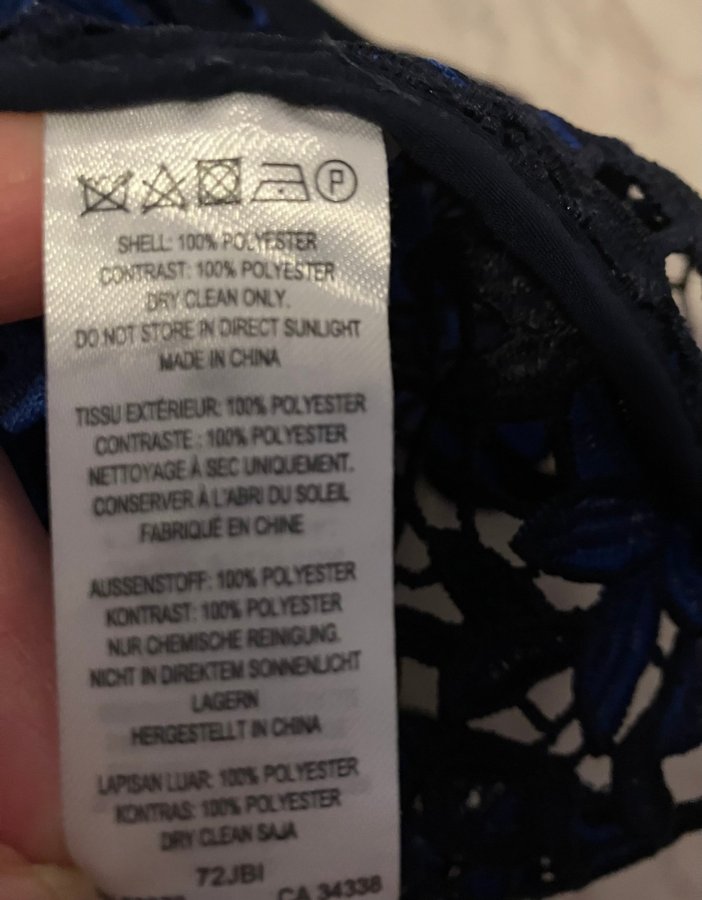 P
SHELL: 100% POLYESTER
CONTRAST: 100% POLYESTER
DRY CLEAN ONLY.
DO NOT STORE IN DIRECT SUNLIGHT
MADE IN CHINA
TISSU EXTÉRIEUR: 100% POLYESTER
CONTRASTE : 100% POLYESTER
NETTOYAGE À SEC UNIQUEMENT.
CONSERVER À L'ABRI DU SOLEIL
FABRIQUÉ EN CHINE
AUSSENSTOFF: 100% POLYESTER
KONTRAST: 100% POLYESTER
NUR CHEMISCHE REINIGUNG.
NICHT IN DIREKTEM SONNENLICHT
LAGERN
HERGESTELLT IN CHINA
LAPISAN LUAR: 100% POLYESTER
KONTRAS: 100% POLYESTER
DRY CLEAN SAJA
72JBI
CA 34338